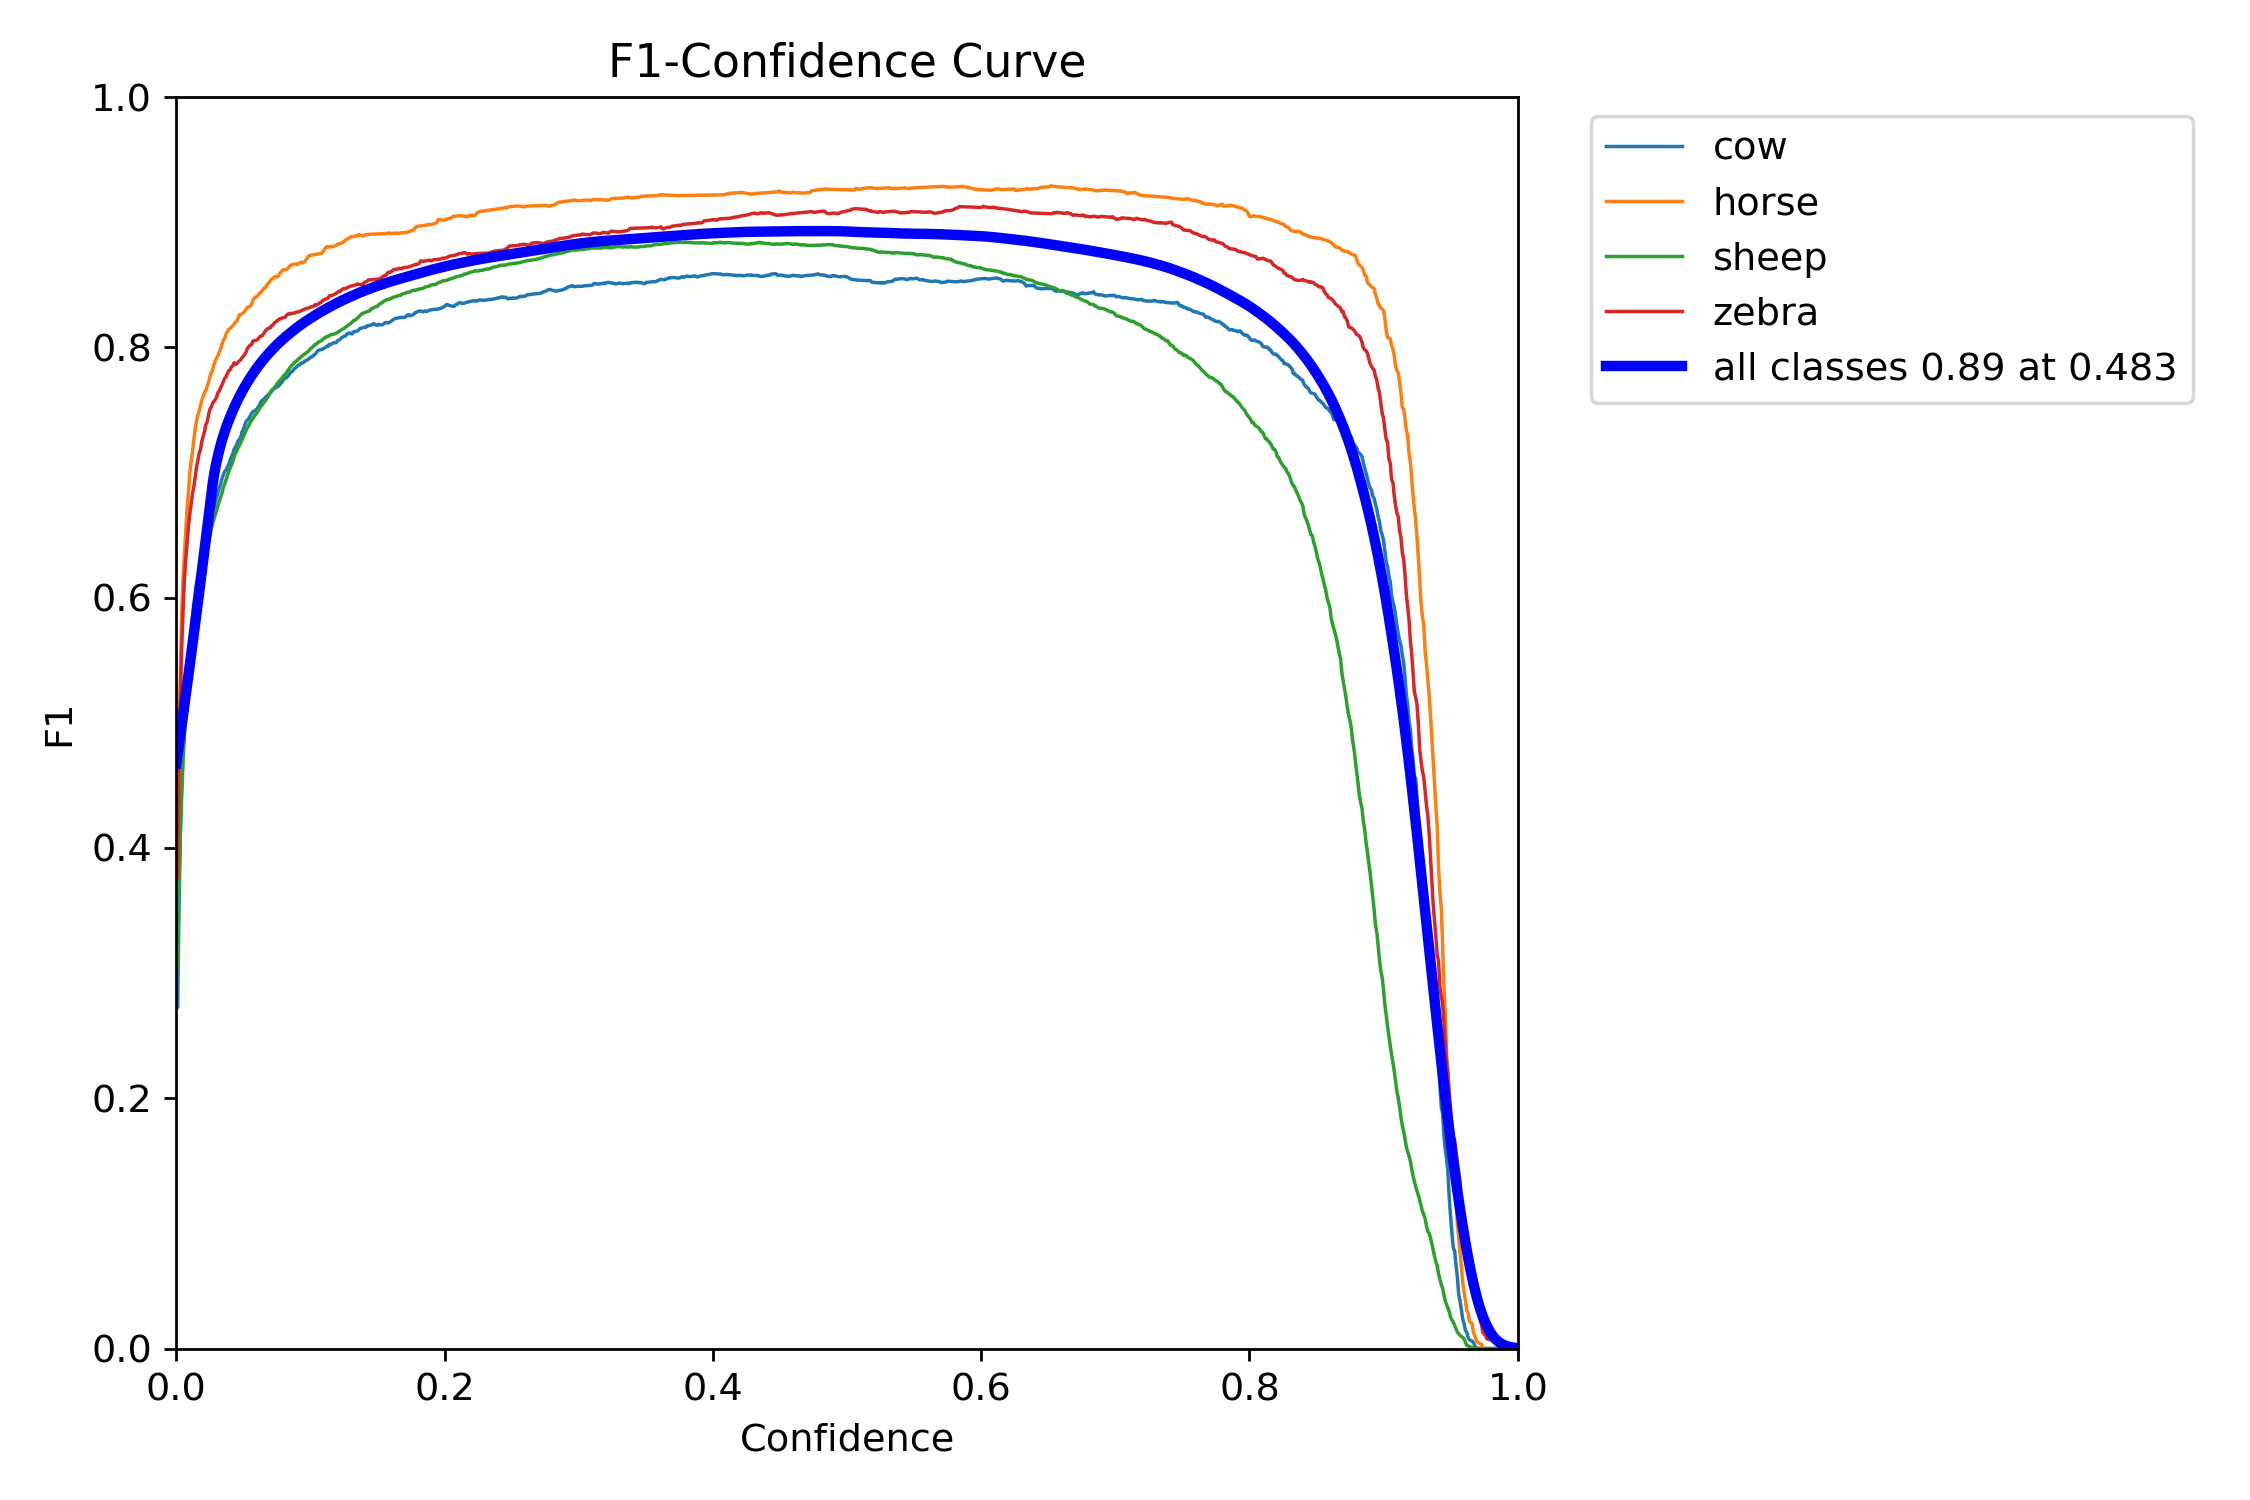 F1-Confidence Curve
1.0
0.8
0.6
0.4
0.2
0.0
F1
0.0 0.2 0.4 0.6 0.8 1.0
Confidence
cow
horse
sheep
zebra
all classes 0.89 at 0.483